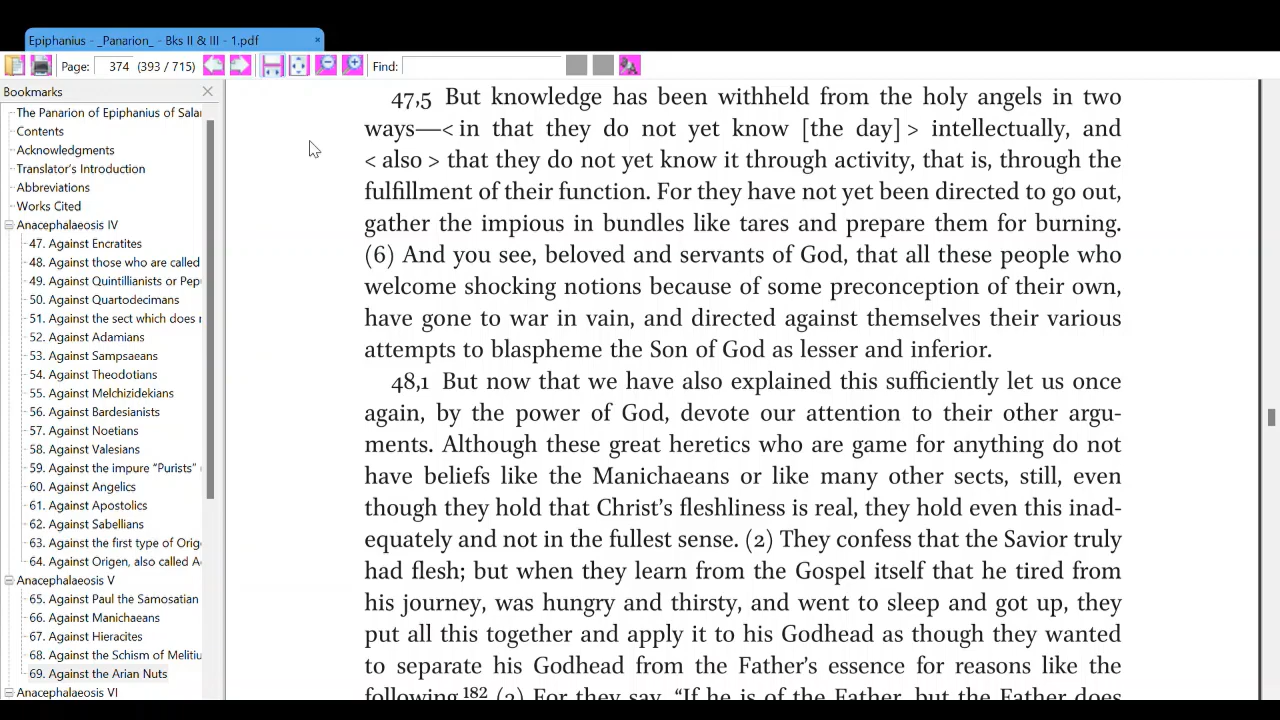 Epiphanius - _Panarion_ - Bks II & III - 1.pdf
Page: 374 (393 / 715) Find:
Bookmarks
The Panarion of Epiphanius of Salar
Contents
Acknowledgments
Translator's Introduction
Abbreviations
Works Cited
Anacephalaeosis IV
47. Against Encratites
48. Against those who are called
49. Against Quintillianists or Pep
50. Against Quartodecimans
51. Against the sect which does r
52. Against Adamians
53. Against Sampsaeans
54. Against Theodotians
55. Against Melchizidekians
56. Against Bardesianists
57. Against Noetians
58. Against Valesians
59. Against the impure “Purists” (
60. Against Angelics
61. Against Apostolics
62. Against Sabellians
63. Against the first type of Orig
64. Against Origen, also called A
Anacephalaeosis V
65. Against Paul the Samosatian
66. Against Manichaeans
67. Against Hieracites
68. Against the Schism of Melitiu
69. Against the Arian Nuts
Anacephalaeosis VI
47,5 But knowledge has been withheld from the holy angels in two
ways—< in that they do not yet know [the day] > intellectually, and
< also > that they do not yet know it through activity, that is, through the
fulfillment of their function. For they have not yet been directed to go out,
gather the impious in bundles like tares and prepare them for burning.
(6) And you see, beloved and servants of God, that all these people who
welcome shocking notions because of some preconception of their own,
have gone to war in vain, and directed against themselves their various
attempts to blaspheme the Son of God as lesser and inferior.
48,1 But now that we have also explained this sufficiently let us once
again, by the power of God, devote our attention to their other argu-
ments. Although these great heretics who are game for anything do not
have beliefs like the Manichaeans or like many other sects, still, even
though they hold that Christ's fleshliness is real, they hold even this inad-
equately and not in the fullest sense. (2) They confess that the Savior truly
had flesh; but when they learn from the Gospel itself that he tired from
his journey, was hungry and thirsty, and went to sleep and got up, they
put all this together and apply it to his Godhead as though they wanted
to separate his Godhead from the Father's essence for reasons like the
following.182 (3) For they say, “If he is of the Father, but the Father does